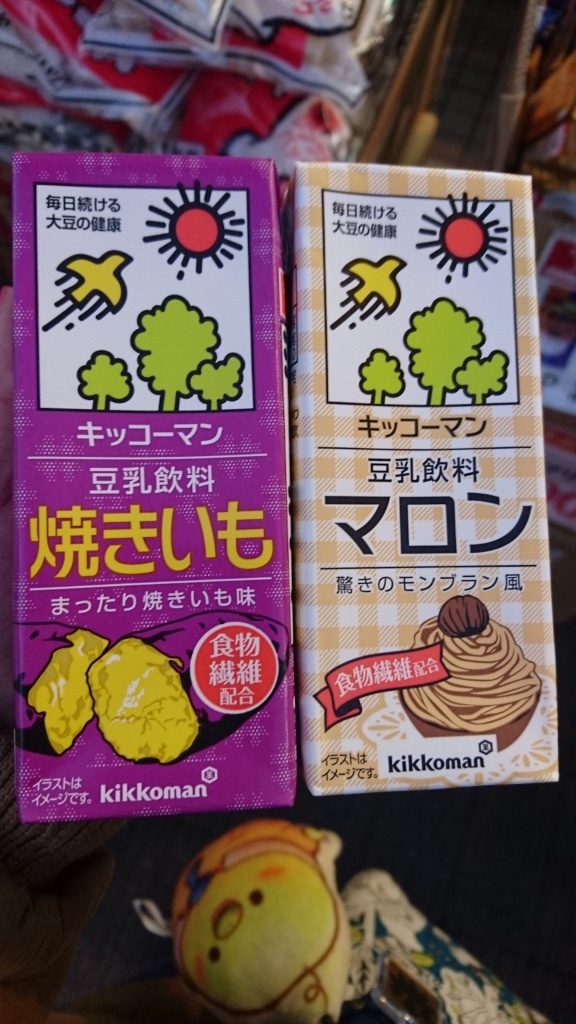 毎日続ける
大豆の健康
キッコーマン
豆乳飲料
焼きいも
まったり焼きいも味
食物
繊維
配合
イラストは
イメージです。
kikkoman
毎日続ける
大豆の健康
キッコーマン
豆乳飲料
マロン
驚きのモンブラン風
食物繊維配合
イラストは
イメージです。
kikkoman